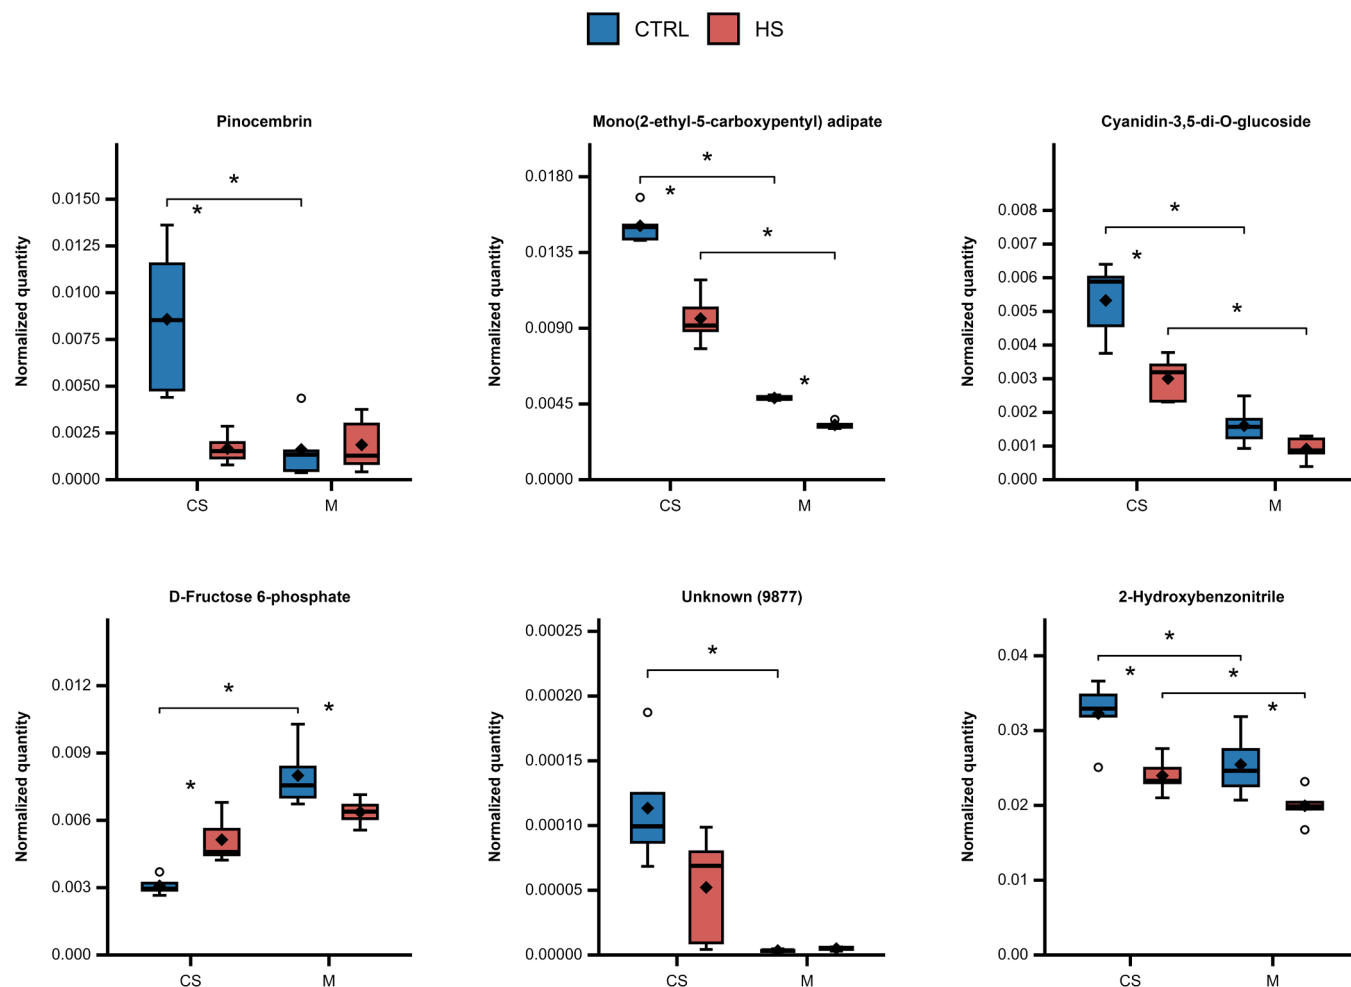 CTRL HS
Pinocembrin
Normalized quantity
0.0150
0.0125
0.0100
0.0075
0.0050
0.0025
0.0000
*
*
CS M
Mono(2-ethyl-5-carboxypentyl) adipate
Normalized quantity
0.0180
0.0135
0.0090
0.0045
0.0000
*
*
*
*
CS M
Cyanidin-3,5-di-O-glucoside
Normalized quantity
0.008
0.007
0.006
0.005
0.004
0.003
0.002
0.001
0.000
*
*
*
CS M
D-Fructose 6-phosphate
Normalized quantity
0.012
0.009
0.006
0.003
0.000
*
*
*
CS M
Unknown (9877)
Normalized quantity
0.00025
0.00020
0.00015
0.00010
0.00005
0.00000
*
CS M
2-Hydroxybenzonitrile
Normalized quantity
0.04
0.03
0.02
0.01
0.00
*
*
*
*
CS M